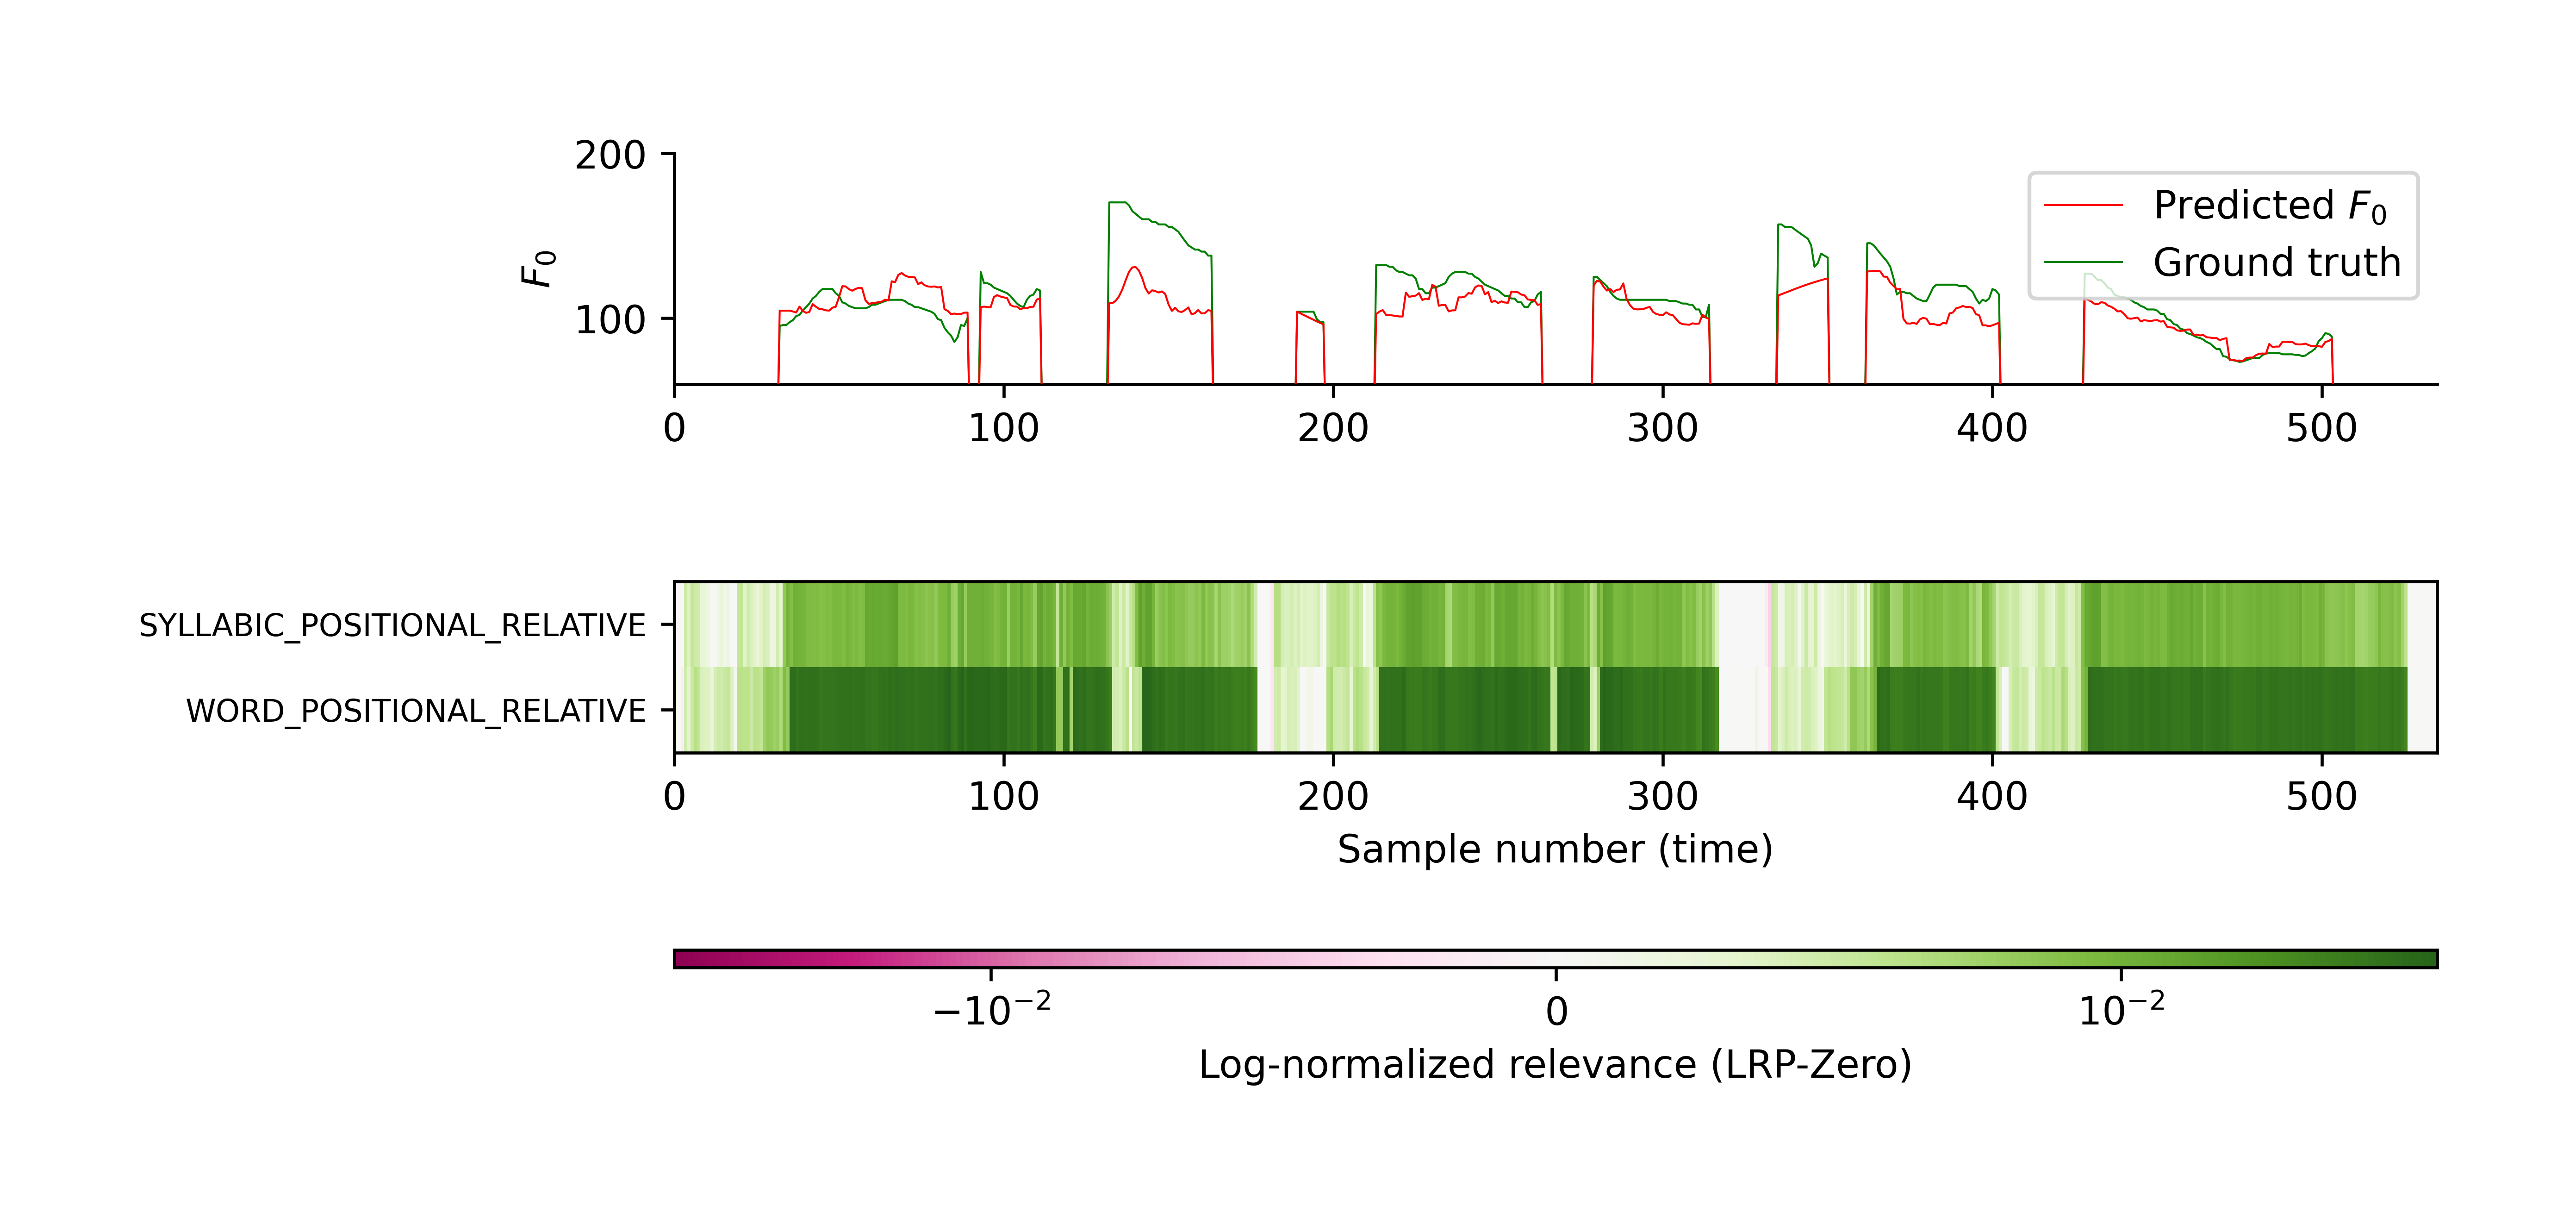 200
100
F₀
Predicted F₀
Ground truth
0 100 200 300 400 500
SYLLABIC_POSITIONAL_RELATIVE
WORD_POSITIONAL_RELATIVE
0 100 200 300 400 500
Sample number (time)
−10⁻² 0 10⁻²
Log-normalized relevance (LRP-Zero)